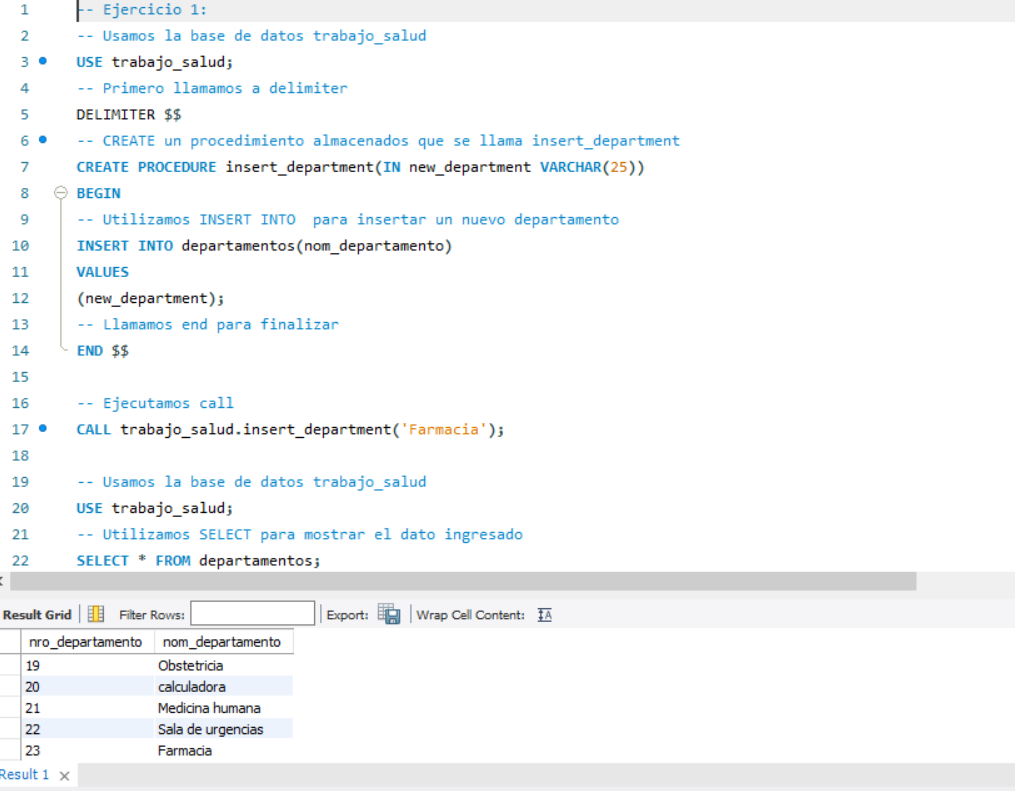 1 -- Ejercicio 1:
2 -- Usamos la base de datos trabajo_salud
3 USE trabajo_salud;
4 -- Primero llamamos a delimiter
5 DELIMITER $$
6 -- CREATE un procedimiento almacenados que se llama insert_department
7 CREATE PROCEDURE insert_department(IN new_department VARCHAR(25))
8 BEGIN
9 -- Utilizamos INSERT INTO  para insertar un nuevo departamento
10 INSERT INTO departamentos(nom_departamento)
11 VALUES
12 (new_department);
13 -- Llamamos end para finalizar
14 END $$
15
16 -- Ejecutamos call
17 CALL trabajo_salud.insert_department('Farmacia');
18
19 -- Usamos la base de datos trabajo_salud
20 USE trabajo_salud;
21 -- Utilizamos SELECT para mostrar el dato ingresado
22 SELECT * FROM departamentos;
Result Grid Filter Rows: Export: Wrap Cell Content: IA
nro_departamento nom_departamento
19 Obstetricia
20 calculadora
21 Medicina humana
22 Sala de urgencias
23 Farmacia
Result 1 ×